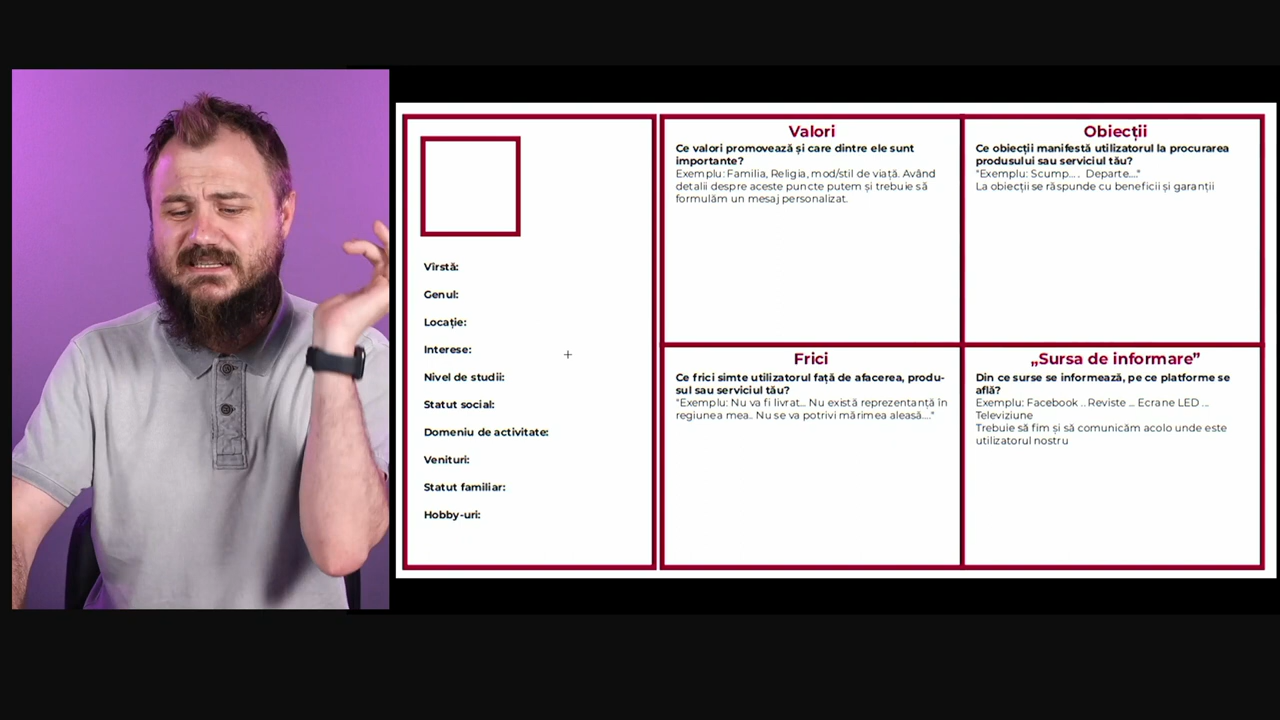 Vîrstă:
Genul:
Locație:
Interese:
Nivel de studii:
Statut social:
Domeniu de activitate:
Venituri:
Statut familiar:
Hobby-uri:
Valori
Ce valori promovează și care dintre ele sunt
importante?
Exemplu: Familia, Religia, mod/stil de viață. Având
detalii despre aceste puncte putem și trebuie să
formulăm un mesaj personalizat.
Obiecții
Ce obiecții manifestă utilizatorul la procurarea
produsului sau serviciul tău?
"Exemplu: Scump... . Departe...."
La obiecții se răspunde cu beneficii și garanții
Frici
Ce frici simte utilizatorul față de afacerea, produ-
sul sau serviciul tău?
"Exemplu: Nu va fi livrat... Nu există reprezentanță în
regiunea mea.. Nu se va potrivi mărimea aleasă...."
„Sursa de informare”
Din ce surse se informează, pe ce platforme se
află?
Exemplu: Facebook .. Reviste ... Ecrane LED ...
Televiziune
Trebuie să fim și să comunicăm acolo unde este
utilizatorul nostru